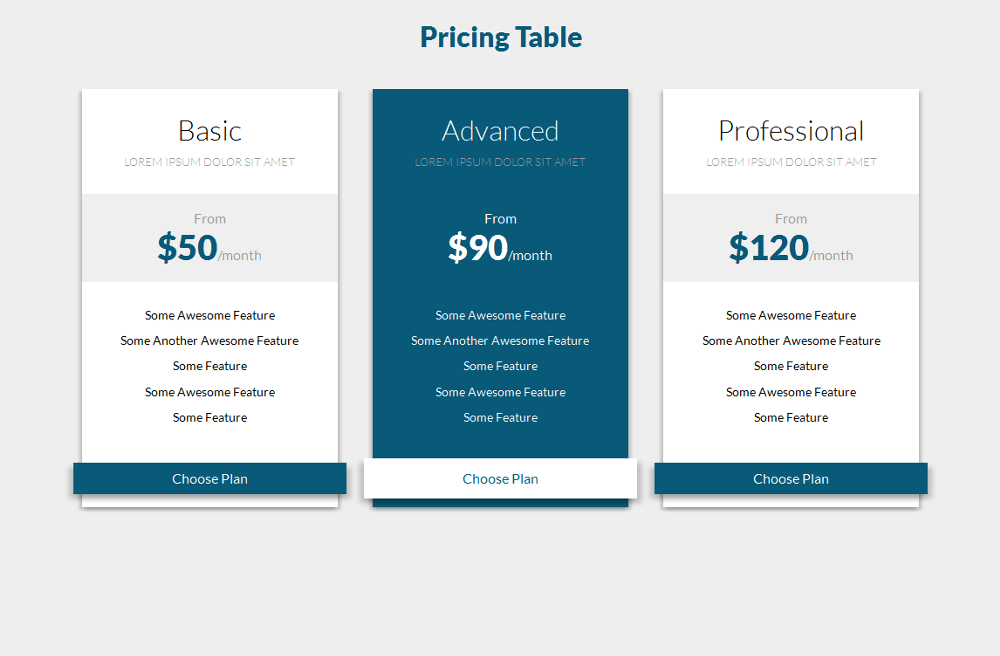 Pricing Table
Basic
LOREM IPSUM DOLOR SIT AMET
From
$50/month
Some Awesome Feature
Some Another Awesome Feature
Some Feature
Some Awesome Feature
Some Feature
Choose Plan
Advanced
LOREM IPSUM DOLOR SIT AMET
From
$90/month
Some Awesome Feature
Some Another Awesome Feature
Some Feature
Some Awesome Feature
Some Feature
Choose Plan
Professional
LOREM IPSUM DOLOR SIT AMET
From
$120/month
Some Awesome Feature
Some Another Awesome Feature
Some Feature
Some Awesome Feature
Some Feature
Choose Plan